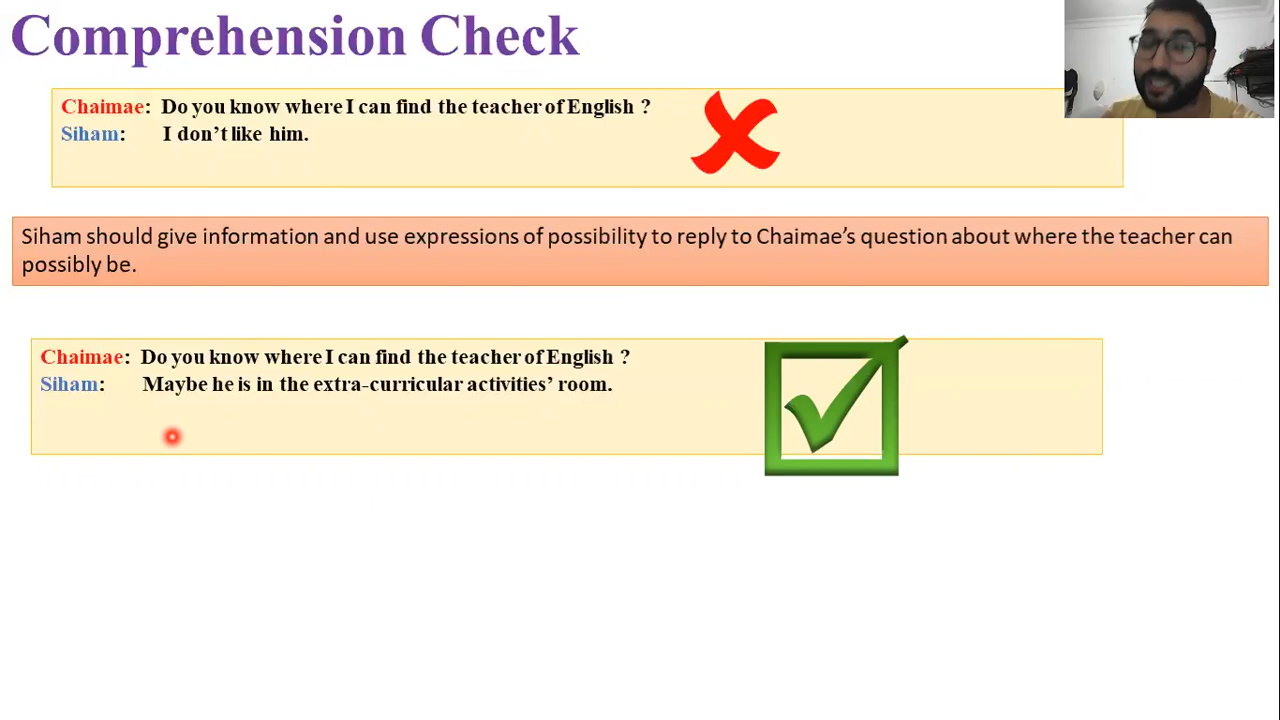 Comprehension Check
Chaimae: Do you know where I can find the teacher of English ?
Siham: I don’t like him.
Siham should give information and use expressions of possibility to reply to Chaimae’s question about where the teacher can
possibly be.
Chaimae: Do you know where I can find the teacher of English ?
Siham: Maybe he is in the extra-curricular activities’ room.